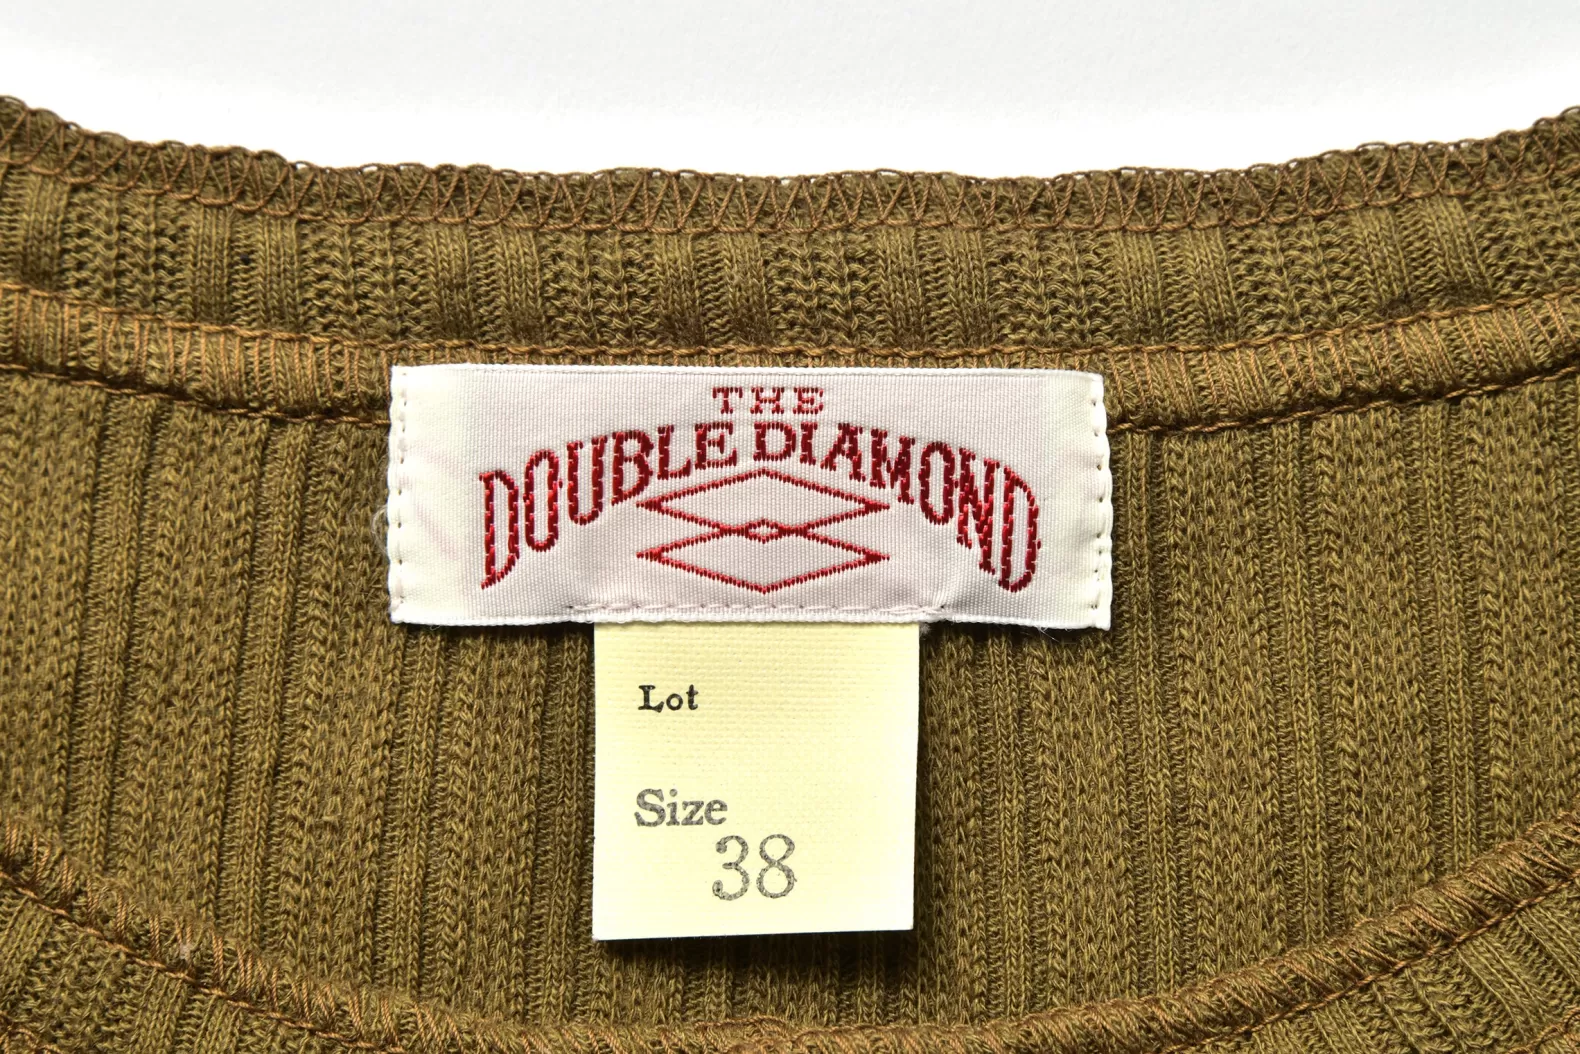 THE
DOUBLE DIAMOND
Lot
Size
38